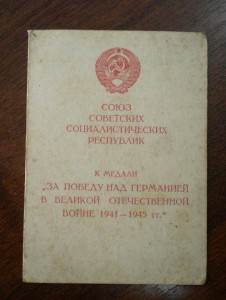 СОЮЗ
СОВЕТСКИХ
СОЦИАЛИСТИЧЕСКИХ
РЕСПУБЛИК
К МЕДАЛИ
„ЗА ПОБЕДУ НАД ГЕРМАНИЕЙ
В ВЕЛИКОЙ ОТЕЧЕСТВЕННОЙ
ВОЙНЕ 1941—1945 гг."